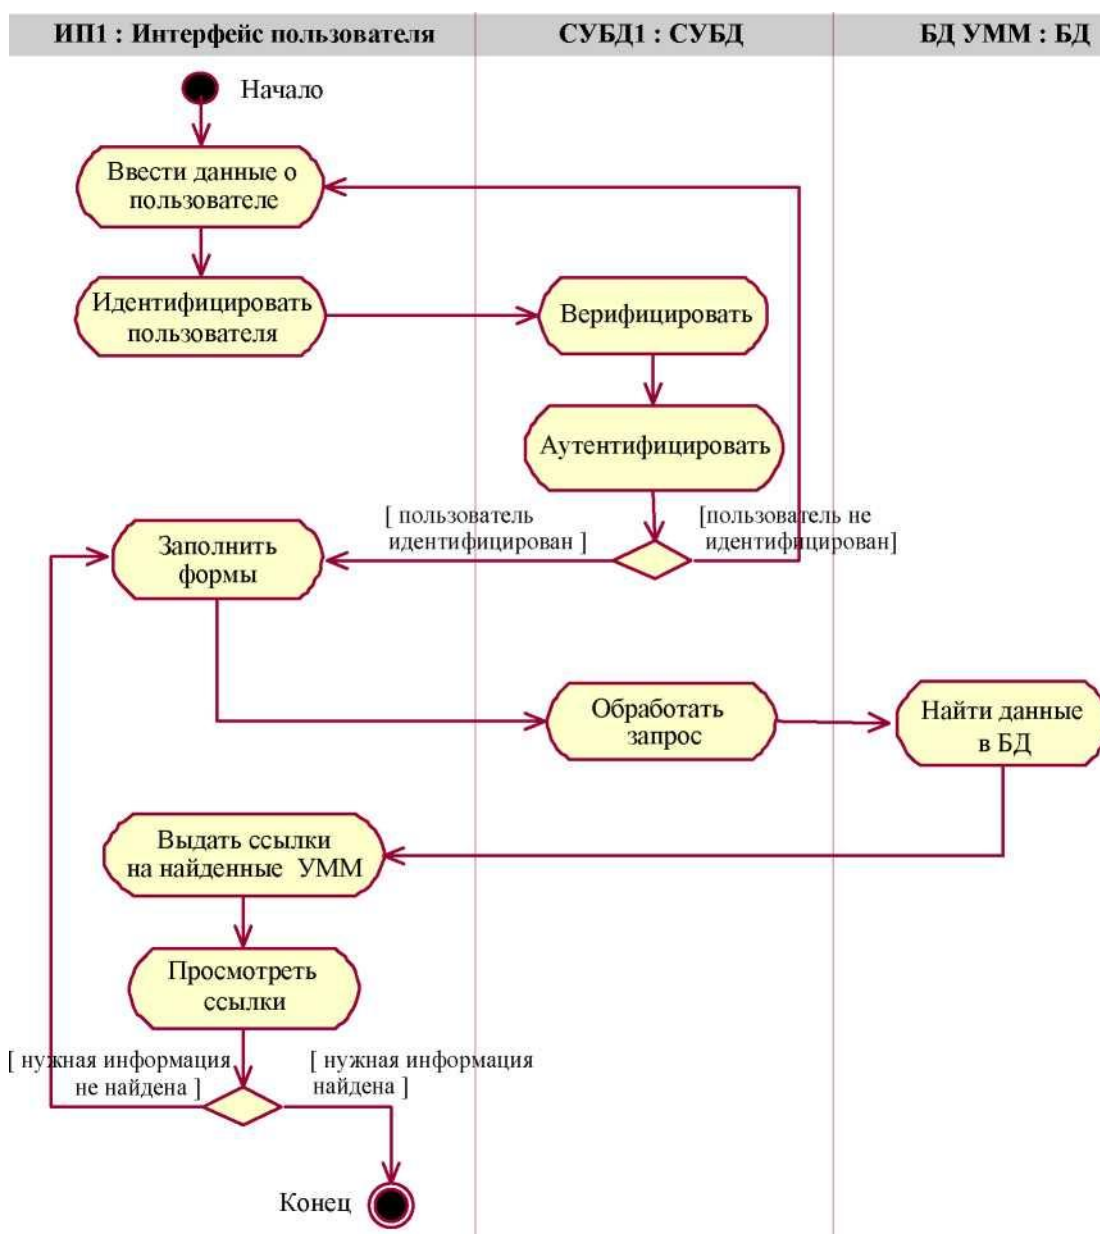 ИП1 : Интерфейс пользователя
СУБД1 : СУБД
БД УММ : БД
Начало
Ввести данные о
пользователе
Идентифицировать
пользователя
Верифицировать
Аутентифицировать
[ пользователь
идентифицирован ]
[пользователь не
идентифицирован]
Заполнить
формы
Обработать
запрос
Найти данные
в БД
Выдать ссылки
на найденные УММ
Просмотреть
ссылки
[ нужная информация
не найдена ]
[ нужная информация
найдена ]
Конец